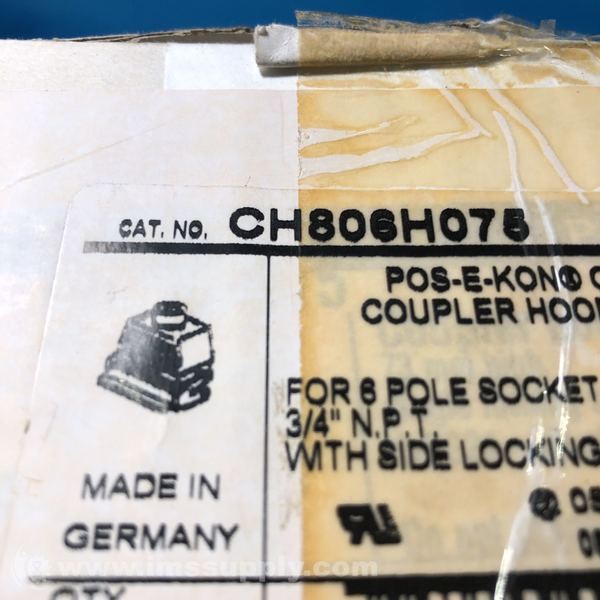 CAT. NO. CH806H075
POS-E-KON® C
COUPLER HOO
FOR 6 POLE SOCKET
3/4" N.P.T.
WITH SIDE LOCKING
MADE IN
GERMANY
QTY
www.imssupply.com